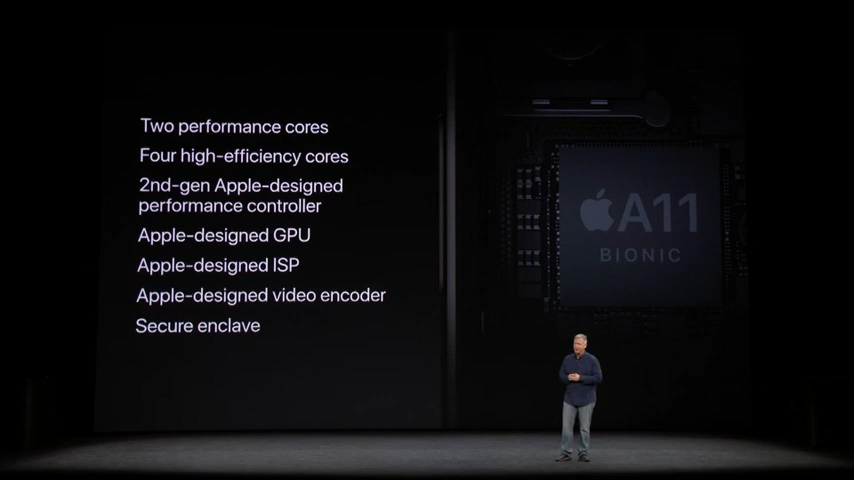 Two performance cores
Four high-efficiency cores
2nd-gen Apple-designed
performance controller
Apple-designed GPU
Apple-designed ISP
Apple-designed video encoder
Secure enclave
A11
BIONIC